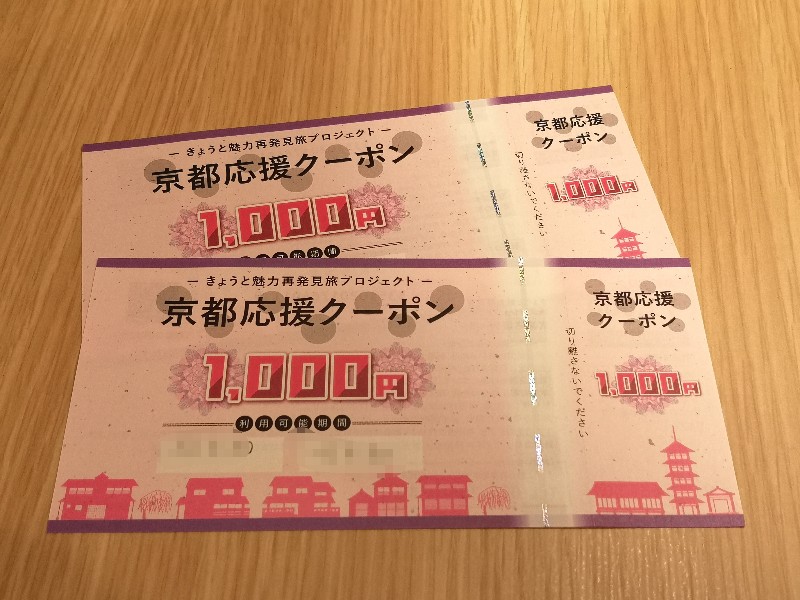 ― きょうと魅力再発見旅プロジェクト ―
京都応援クーポン
1,000円
京都応援
クーポン
切り離さないでください
1,000円
― きょうと魅力再発見旅プロジェクト ―
京都応援クーポン
1,000円
利用可能期間
京都応援
クーポン
切り離さないでください
1,000円